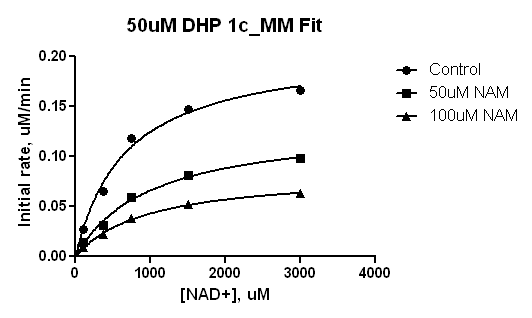 50uM DHP 1c_MM Fit
Initial rate, uM/min
0.20
0.15
0.10
0.05
0.00
0
1000
2000
3000
4000
[NAD+], uM
Control
50uM NAM
100uM NAM